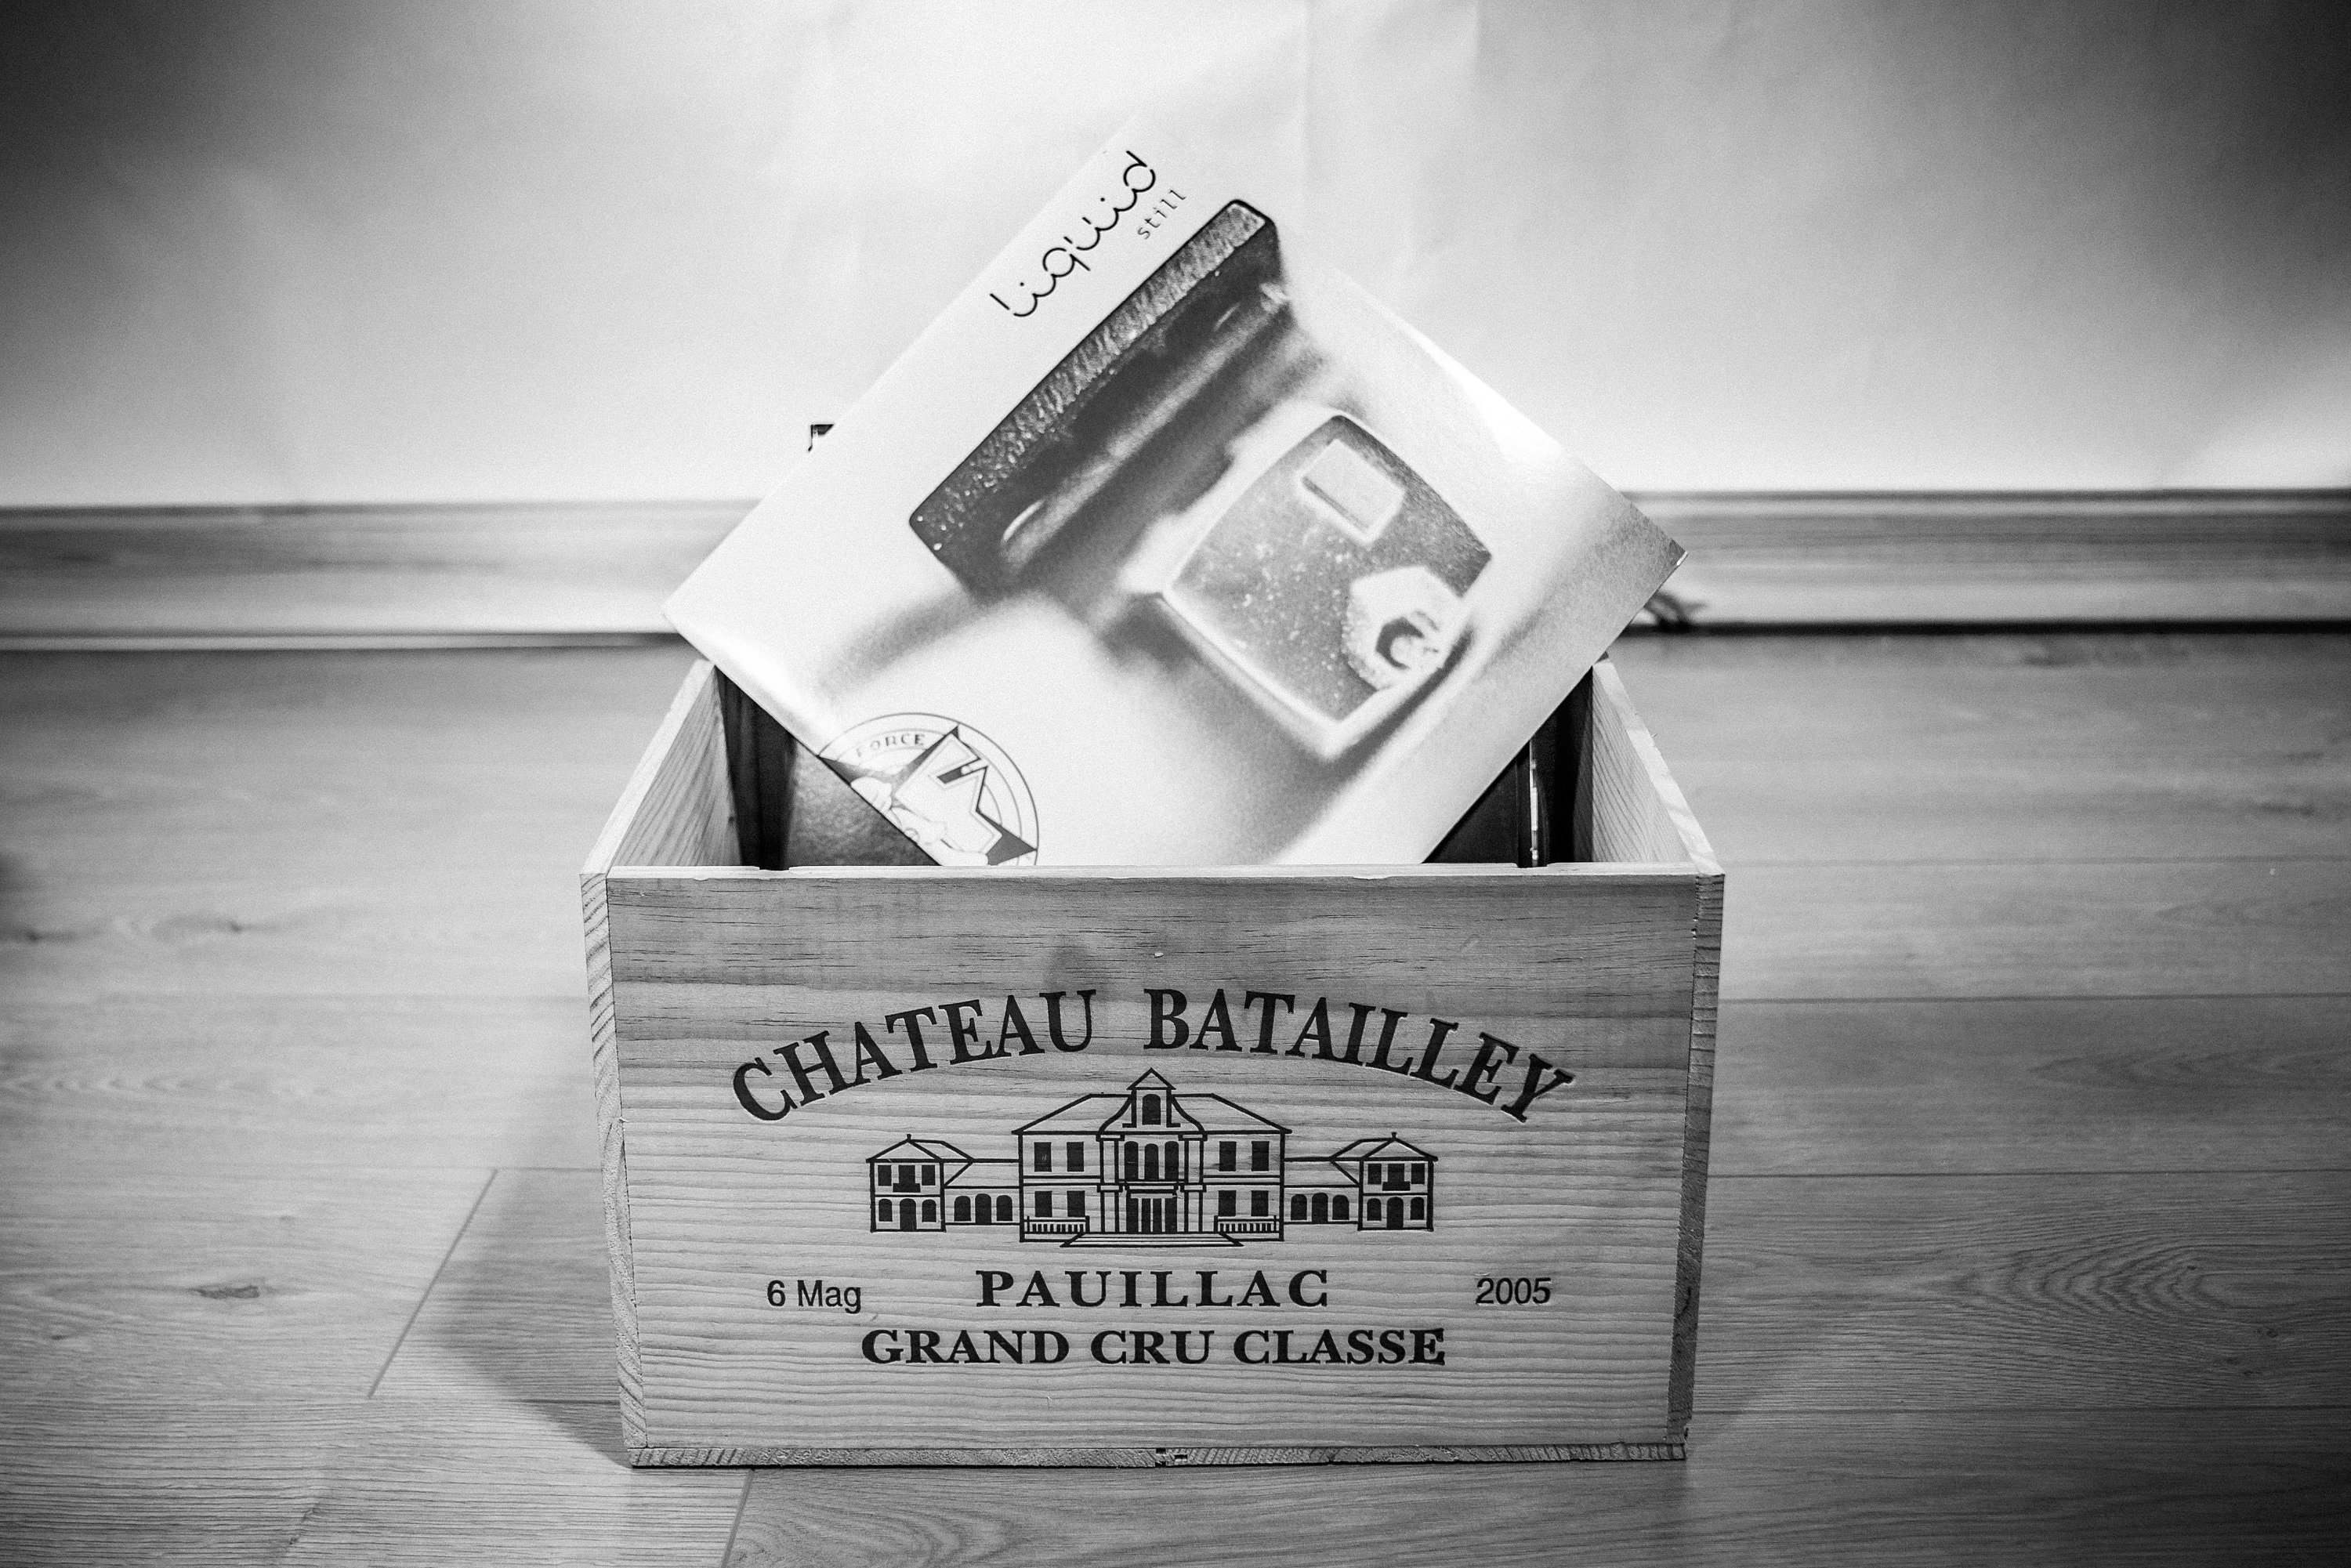 liquid
still
FORCE
CHATEAU BATAILLEY
6 Mag PAUILLAC 2005
GRAND CRU CLASSE